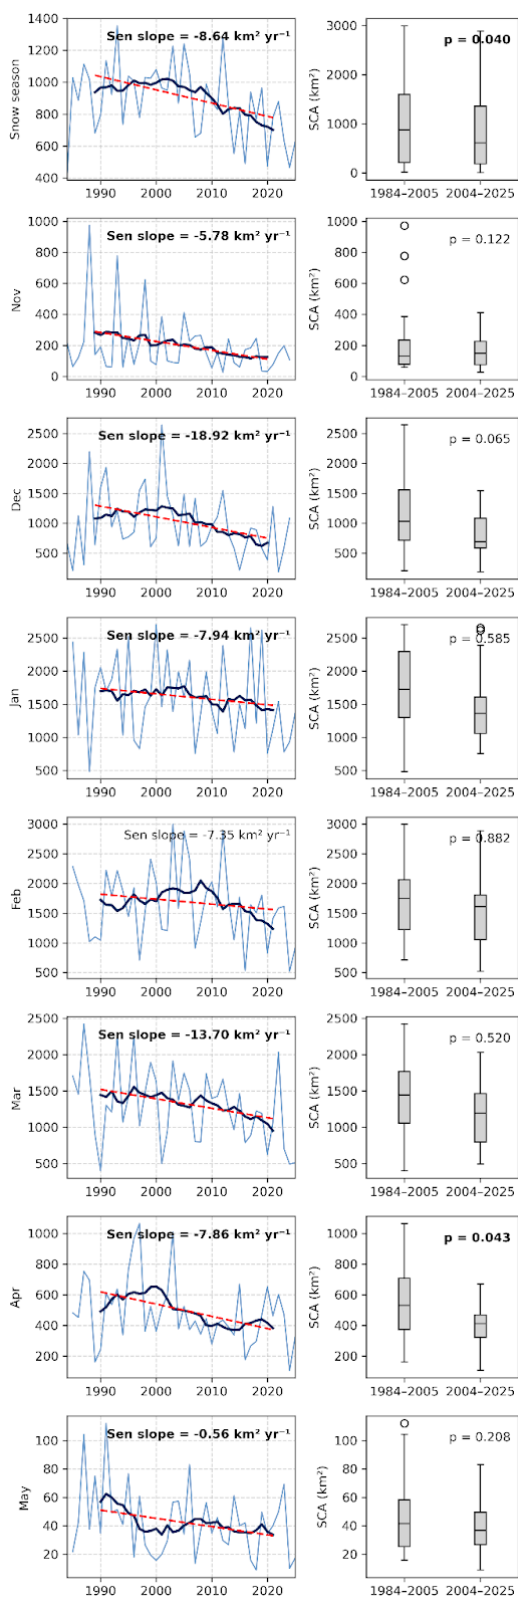 Snow season
1400
1200
1000
800
600
400
Sen slope = -8.64 km² yr⁻¹
1990 2000 2010 2020
SCA (km²)
3000
2000
1000
0
p = 0.040
1984–2005 2004–2025
Nov
1000
800
600
400
200
0
Sen slope = -5.78 km² yr⁻¹
1990 2000 2010 2020
SCA (km²)
1000
800
600
400
200
0
p = 0.122
1984–2005 2004–2025
Dec
2500
2000
1500
1000
500
Sen slope = -18.92 km² yr⁻¹
1990 2000 2010 2020
SCA (km²)
2500
2000
1500
1000
500
p = 0.065
1984–2005 2004–2025
Jan
2500
2000
1500
1000
500
Sen slope = -7.94 km² yr⁻¹
1990 2000 2010 2020
SCA (km²)
2500
2000
1500
1000
500
p = 0.585
1984–2005 2004–2025
Feb
3000
2500
2000
1500
1000
500
Sen slope = -7.35 km² yr⁻¹
1990 2000 2010 2020
SCA (km²)
3000
2500
2000
1500
1000
500
p = 0.882
1984–2005 2004–2025
Mar
2500
2000
1500
1000
500
Sen slope = -13.70 km² yr⁻¹
1990 2000 2010 2020
SCA (km²)
2500
2000
1500
1000
500
p = 0.520
1984–2005 2004–2025
Apr
1000
800
600
400
200
Sen slope = -7.86 km² yr⁻¹
1990 2000 2010 2020
SCA (km²)
1000
800
600
400
200
p = 0.043
1984–2005 2004–2025
May
100
80
60
40
20
Sen slope = -0.56 km² yr⁻¹
1990 2000 2010 2020
SCA (km²)
100
80
60
40
20
p = 0.208
1984–2005 2004–2025